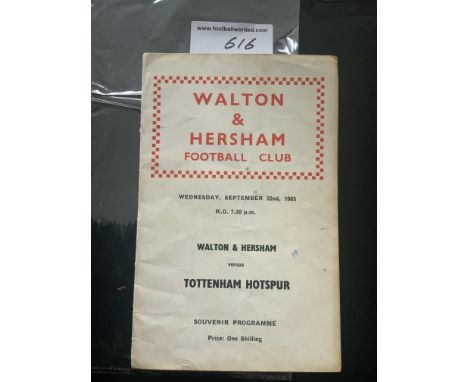 www.footballwanted.com
616
WALTON
&
HERSHAM
FOOTBALL CLUB
WEDNESDAY, SEPTEMBER 22nd, 1965
K.O. 7.30 p.m.
WALTON & HERSHAM
versus
TOTTENHAM HOTSPUR
SOUVENIR PROGRAMME
Price: One Shilling